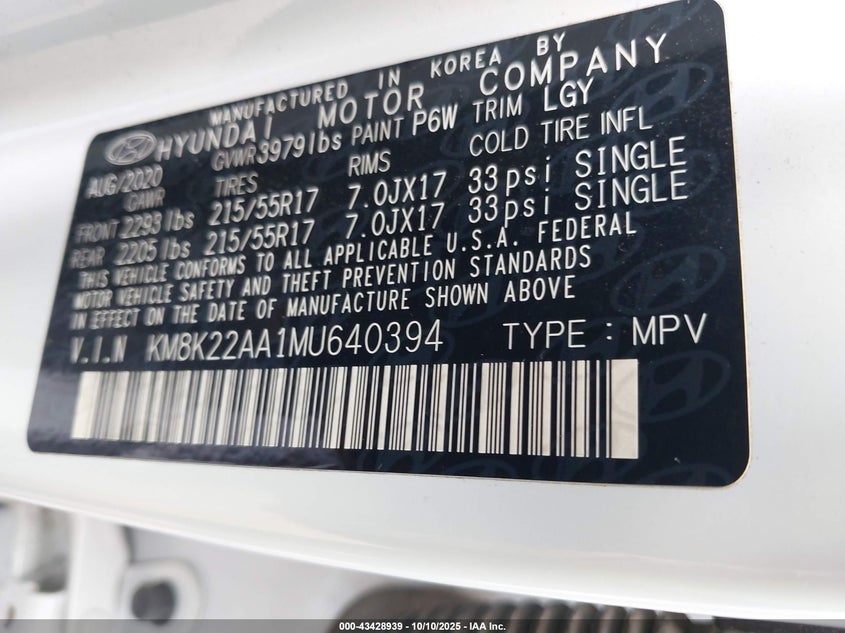 MANUFACTURED IN KOREA BY
HYUNDAI MOTOR COMPANY
AUG/2020 GVWR 3979 lbs PAINT P6W TRIM LGY
GAWR TIRES RIMS COLD TIRE INFL
FRONT 2293 lbs 215/55R17 7.0JX17 33psi SINGLE
REAR 2205 lbs 215/55R17 7.0JX17 33psi SINGLE
THIS VEHICLE CONFORMS TO ALL APPLICABLE U.S.A. FEDERAL
MOTOR VEHICLE SAFETY AND THEFT PREVENTION STANDARDS
IN EFFECT ON THE DATE OF MANUFACTURE SHOWN ABOVE
V.I.N KM8K22AA1MU640394 TYPE : MPV
000-43428939 - 10/10/2025 - IAA Inc.